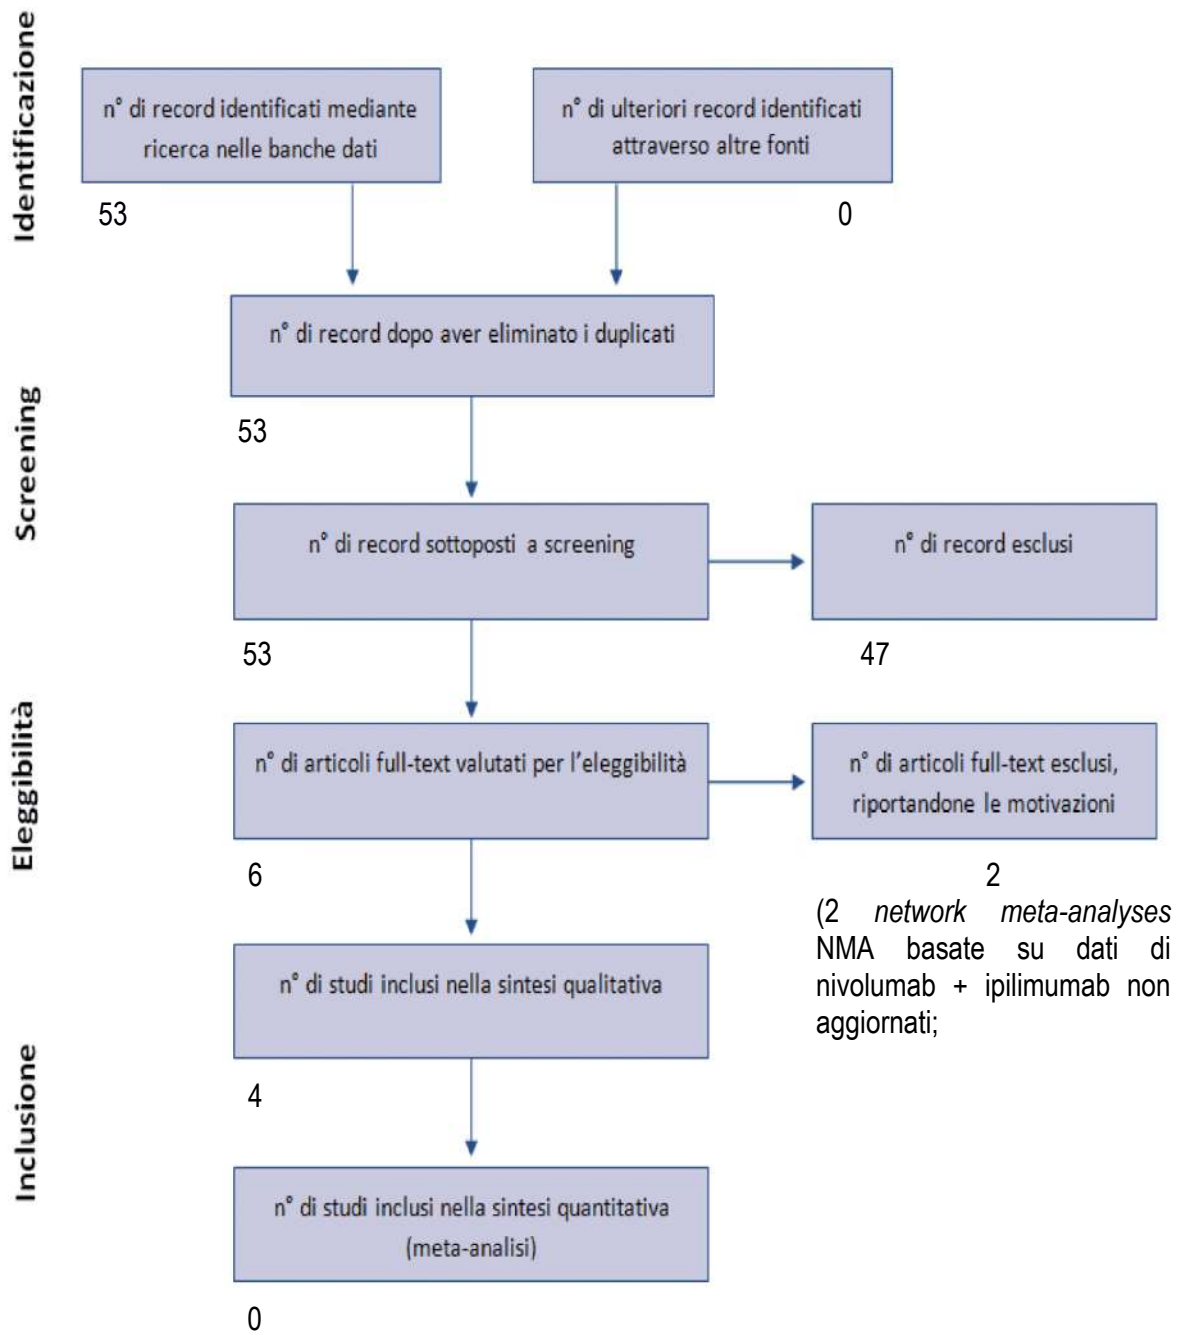 Identificazione
n° di record identificati mediante
ricerca nelle banche dati
n° di ulteriori record identificati
attraverso altre fonti
53
0
n° di record dopo aver eliminato i duplicati
Screening
53
n° di record sottoposti a screening
n° di record esclusi
53
47
Eleggibilità
n° di articoli full-text valutati per l'eleggibilità
n° di articoli full-text esclusi,
riportandone le motivazioni
6
2
(2 network meta-analyses
NMA basate su dati di
nivolumab + ipilimumab non
aggiornati;
n° di studi inclusi nella sintesi qualitativa
Inclusione
4
n° di studi inclusi nella sintesi quantitativa
(meta-analisi)
0